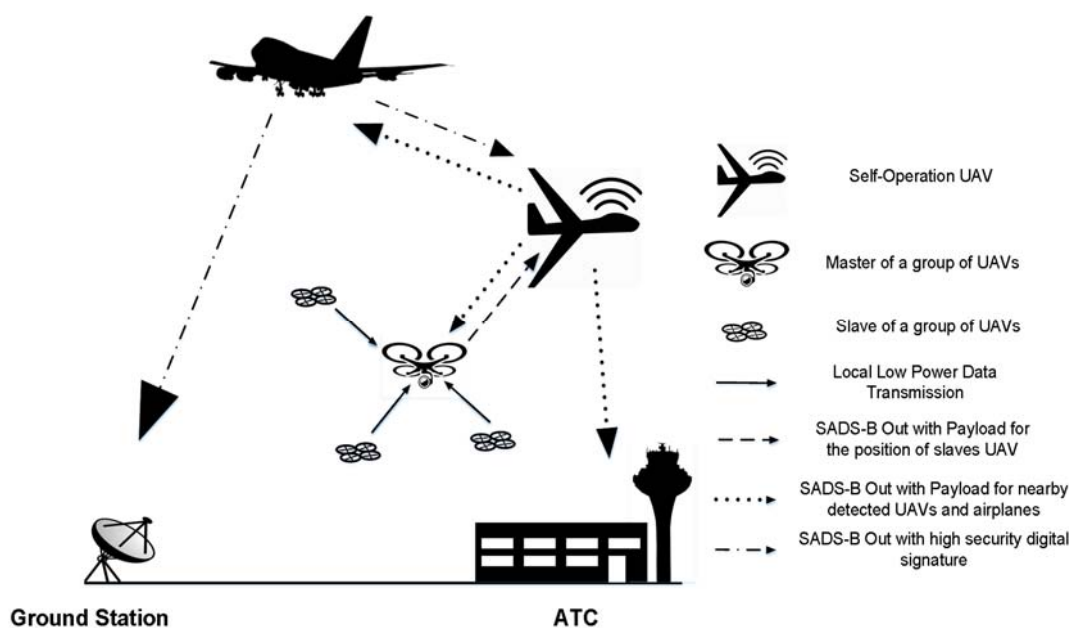 Self-Operation UAV
Master of a group of UAVs
Slave of a group of UAVs
Local Low Power Data
Transmission
SADS-B Out with Payload for
the position of slaves UAV
SADS-B Out with Payload for nearby
detected UAVs and airplanes
SADS-B Out with high security digital
signature
Ground Station
ATC